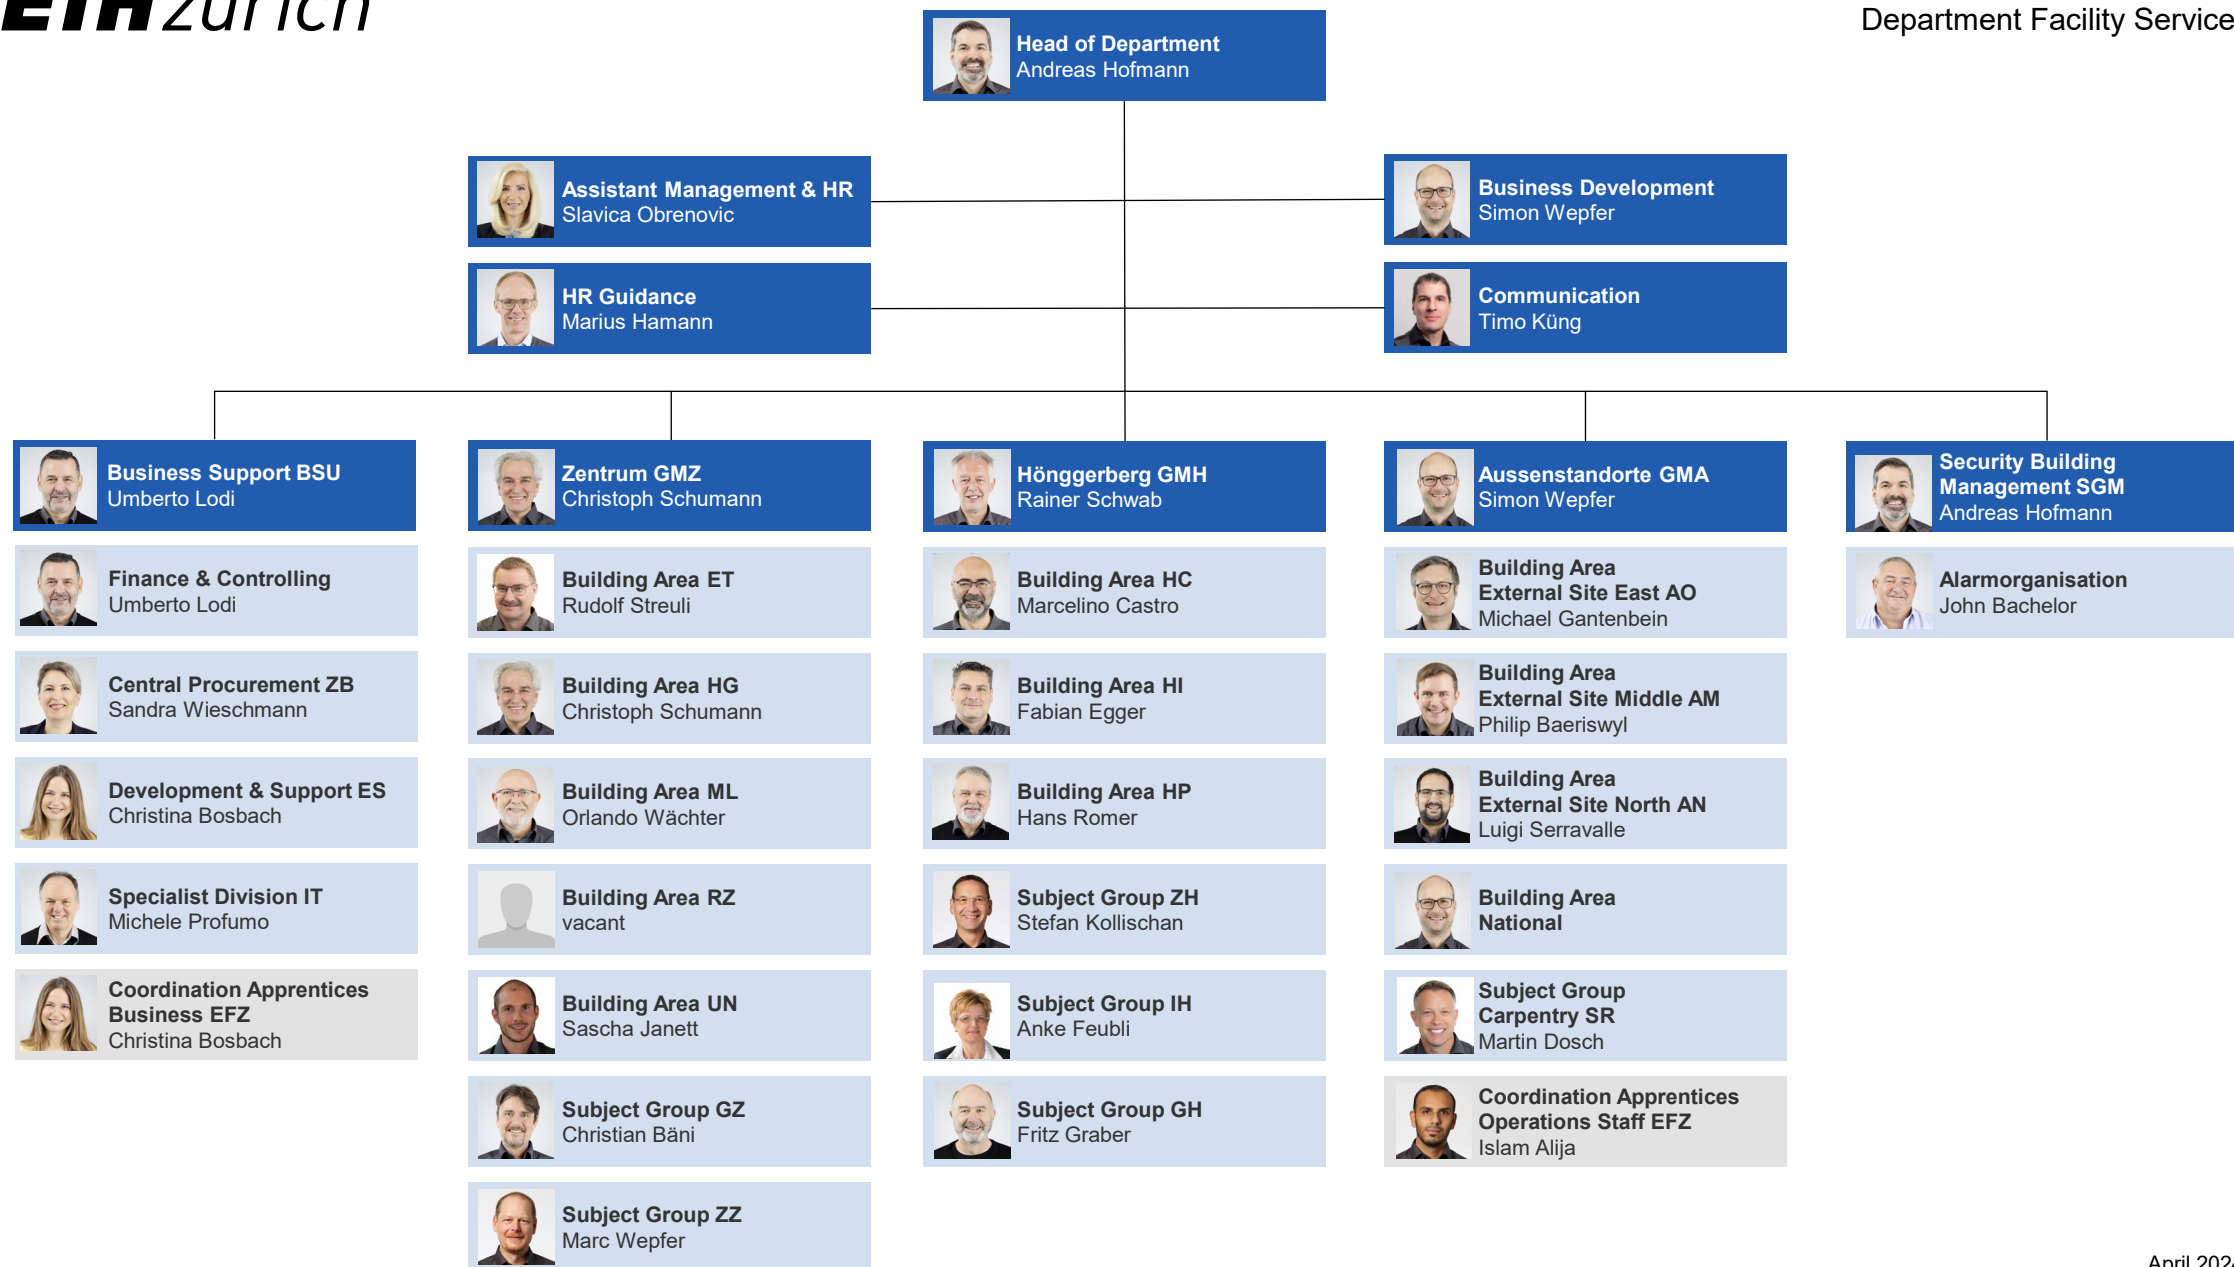 ETH zürich
Department Facility Service
Head of Department
Andreas Hofmann
Assistant Management & HR
Slavica Obrenovic
Business Development
Simon Wepfer
HR Guidance
Marius Hamann
Communication
Timo Küng
Business Support BSU
Umberto Lodi
Finance & Controlling
Umberto Lodi
Central Procurement ZB
Sandra Wieschmann
Development & Support ES
Christina Bosbach
Specialist Division IT
Michele Profumo
Coordination Apprentices
Business EFZ
Christina Bosbach
Zentrum GMZ
Christoph Schumann
Building Area ET
Rudolf Streuli
Building Area HG
Christoph Schumann
Building Area ML
Orlando Wächter
Building Area RZ
vacant
Building Area UN
Sascha Janett
Subject Group GZ
Christian Bäni
Subject Group ZZ
Marc Wepfer
Hönggerberg GMH
Rainer Schwab
Building Area HC
Marcelino Castro
Building Area HI
Fabian Egger
Building Area HP
Hans Romer
Subject Group ZH
Stefan Kollischan
Subject Group IH
Anke Feubli
Subject Group GH
Fritz Graber
Aussenstandorte GMA
Simon Wepfer
Building Area
External Site East AO
Michael Gantenbein
Building Area
External Site Middle AM
Philip Baeriswyl
Building Area
External Site North AN
Luigi Serravalle
Building Area
National
Subject Group
Carpentry SR
Martin Dosch
Coordination Apprentices
Operations Staff EFZ
Islam Alija
Security Building
Management SGM
Andreas Hofmann
Alarmorganisation
John Bachelor
April